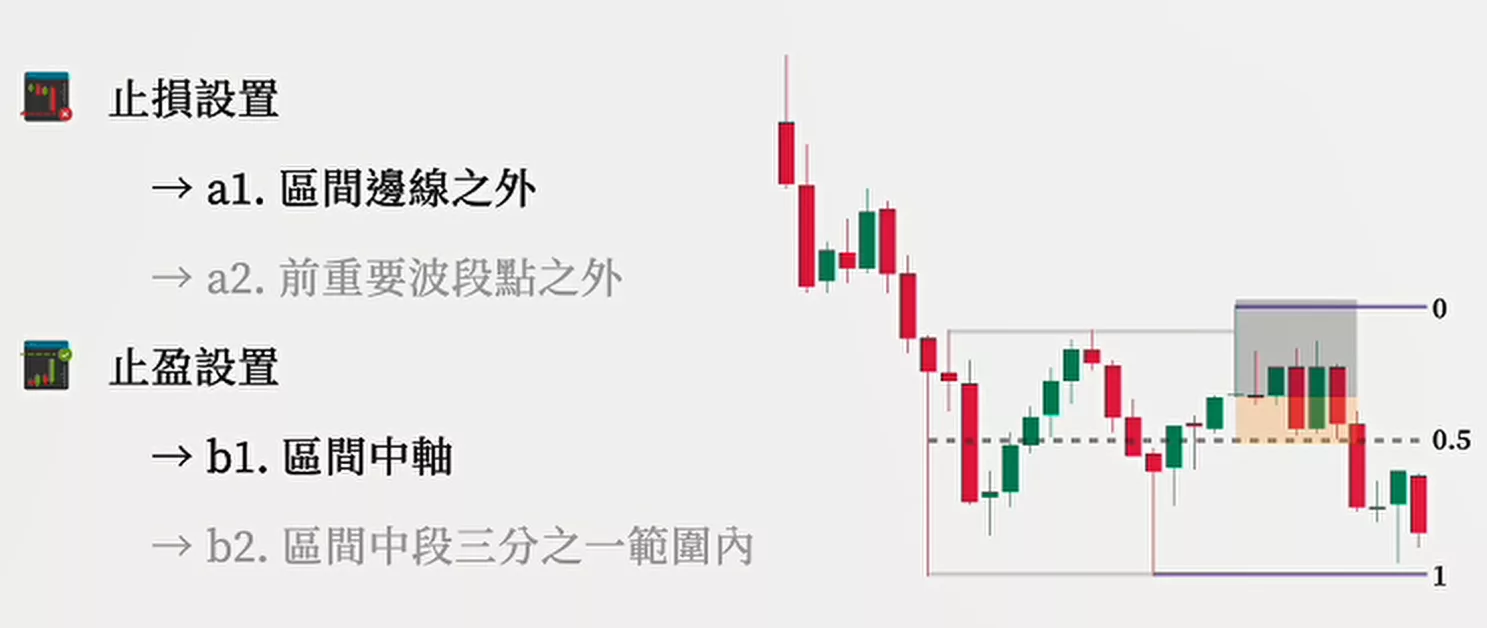 止損設置
→ a1. 區間邊線之外
→ a2. 前重要波段點之外
止盈設置
→ b1. 區間中軸
→ b2. 區間中段三分之一範圍內
0
0.5
1